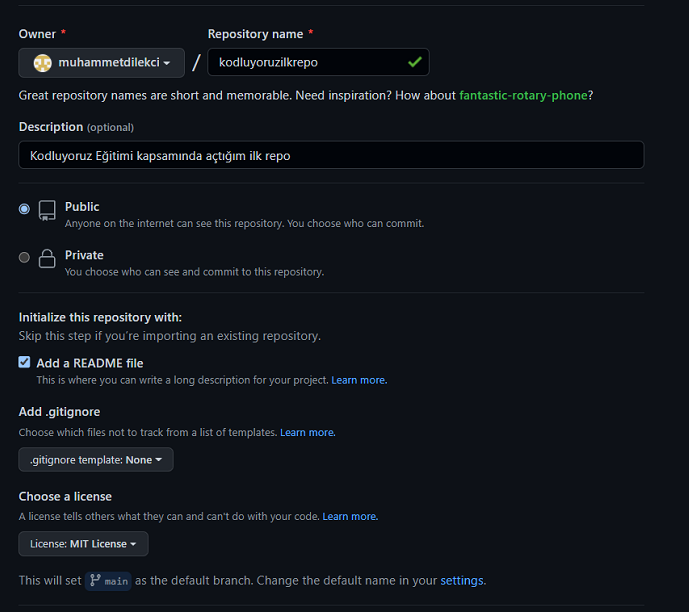 Owner * Repository name *
muhammetdilekci / kodluyoruzilkrepo
Great repository names are short and memorable. Need inspiration? How about fantastic-rotary-phone?
Description (optional)
Kodluyoruz Eğitimi kapsamında açtığım ilk repo
Public
Anyone on the internet can see this repository. You choose who can commit.
Private
You choose who can see and commit to this repository.
Initialize this repository with:
Skip this step if you're importing an existing repository.
Add a README file
This is where you can write a long description for your project. Learn more.
Add .gitignore
Choose which files not to track from a list of templates. Learn more.
.gitignore template: None
Choose a license
A license tells others what they can and can't do with your code. Learn more.
License: MIT License
This will set main as the default branch. Change the default name in your settings.